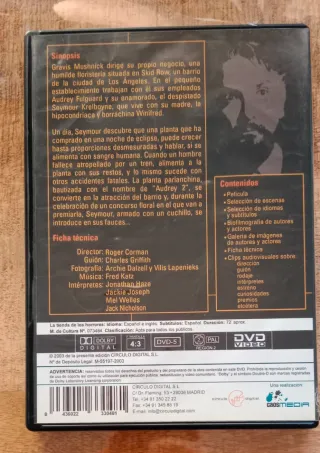 Sinopsis
Gravis Mushnick dirige su propio negocio, una
humilde floristería situada en Skid Row, un barrio
de la ciudad de Los Ángeles. En el pequeño
establecimiento trabajan con él sus empleados
Audrey Fulquard y su enamorado, el despistado
Seymour Krelboyne, que vive con su madre, la
hipocondríaca y borrachina Winifred.
Un día, Seymour descubre que una planta que ha
comprado en una noche de eclipse, puede crecer
hasta proporciones desmesuradas y hablar, si se
alimenta con sangre humana. Cuando un hombre
fallece atropellado por un tren, alimenta a la
planta con sus restos, y lo mismo sucede con
otros accidentes fatales. La planta parlanchina,
bautizada con el nombre de "Audrey 2", se
convierte en la atracción del barrio y, durante la
celebración de un concurso floral en el que van a
premiarla, Seymour, armado con un cuchillo, se
introduce en sus fauces...
Ficha técnica
Director: Roger Corman
Guión: Charles Griffith
Fotografía: Archie Dalzell y Vilis Lapenieks
Música: Fred Katz
Intérpretes: Jonathan Haze
Jackie Joseph
Mel Welles
Jack Nicholson
Contenidos
• Película
• Selección de escenas
• Selección de idiomas
y subtítulos
• Biofilmografía de autores
y actores
• Galería de imágenes
de autores y actores
• Ficha técnica
• Clips audiovisuales sobre:
dirección
guión
rodaje
intérpretes
estreno
curiosidades
premios
etcétera
La tienda de los horrores: Idioma: Español e inglés. Subtítulos: Español. Duración: 70 aprox.
DOLBY
DIGITAL
4:3
DVD-5
PAL
REGION 2
DVD
VIDEO
© 2003 de la presente edición CÍRCULO DIGITAL S.L.
ADVERTENCIA:
CÍRCULO DIGITAL S.L.
C/ Dr. Fleming, 53 - 28036 MADRID
Una realización:
MEDIA